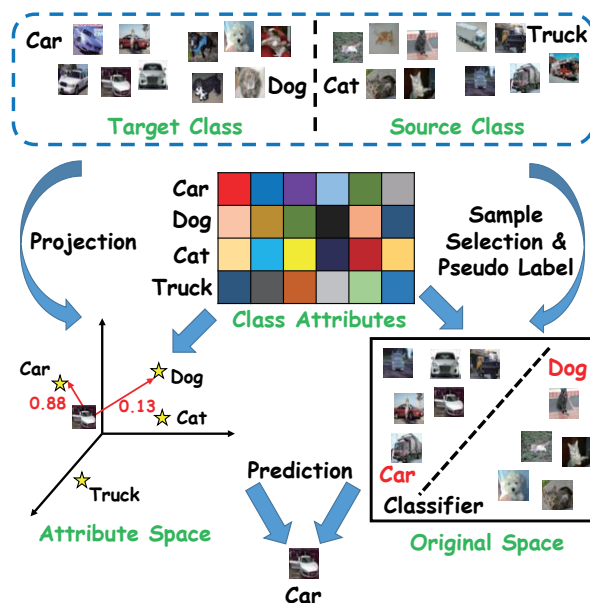 Car
Truck
Dog
Cat
Target Class
Source Class
Car
Dog
Cat
Truck
Projection
Sample
Selection &
Pseudo Label
Class Attributes
Car
Dog
0.88
0.13
Cat
Truck
Attribute Space
Prediction
Dog
Car
Classifier
Original Space
Car